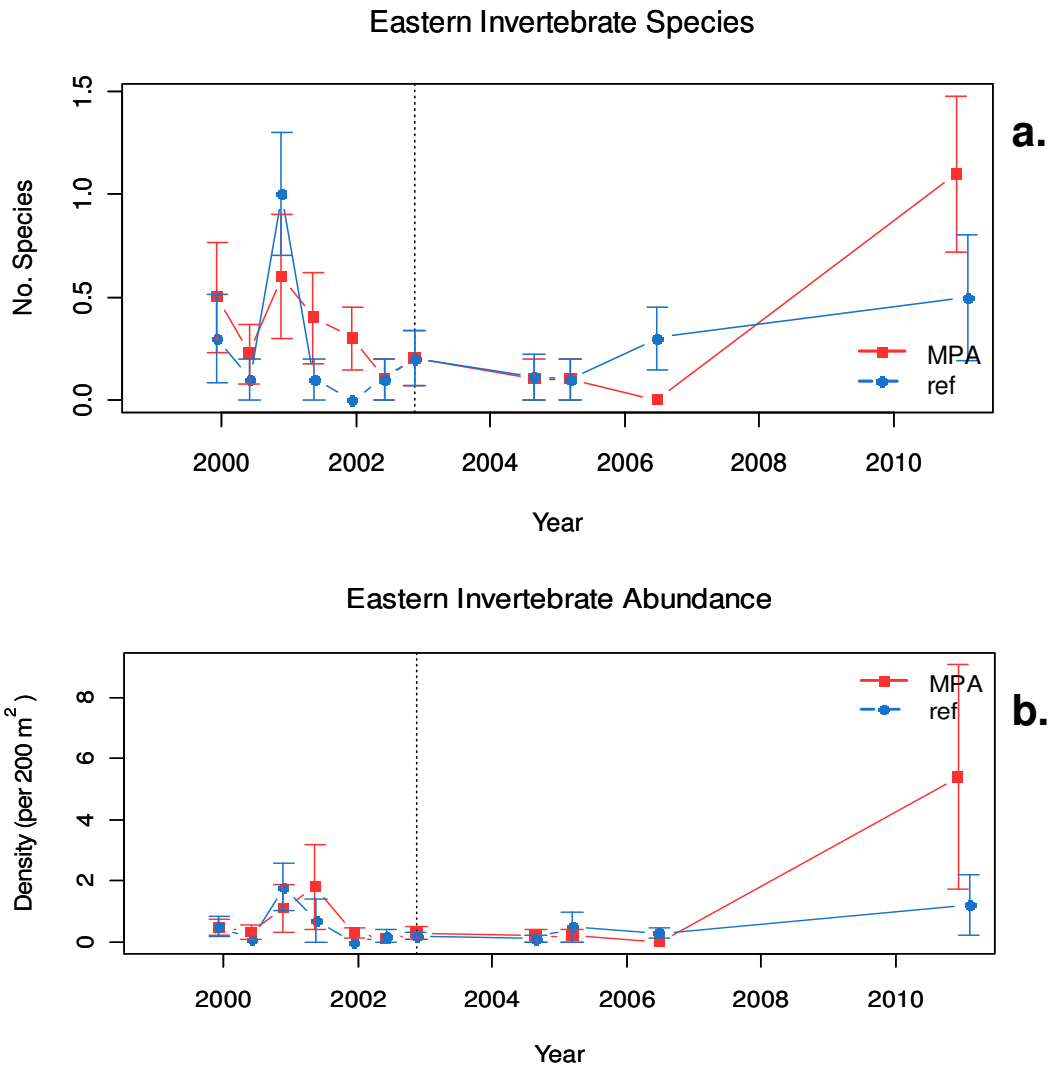 Eastern Invertebrate Species
a.
1.5
1.0
0.5
0.0
No. Species
MPA
ref
2000 2002 2004 2006 2008 2010
Year
Eastern Invertebrate Abundance
b.
8
6
4
2
0
Density (per 200 m²)
MPA
ref
2000 2002 2004 2006 2008 2010
Year